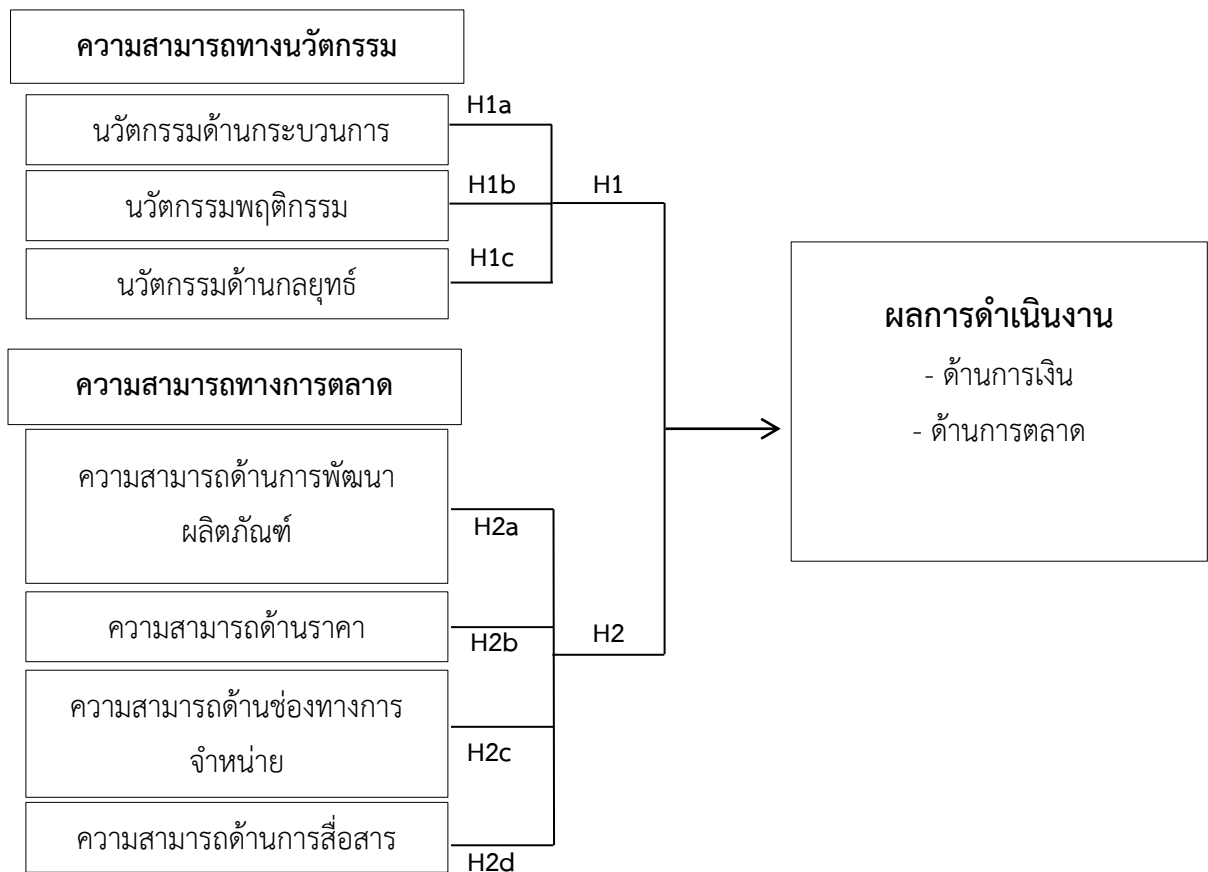 ความสามารถทางนวัตกรรม
H1a
นวัตกรรมด้านกระบวนการ
H1b
H1
นวัตกรรมพฤติกรรม
H1c
นวัตกรรมด้านกลยุทธ์
ผลการดำเนินงาน
- ด้านการเงิน
- ด้านการตลาด
ความสามารถทางการตลาด
ความสามารถด้านการพัฒนา
ผลิตภัณฑ์
H2a
ความสามารถด้านราคา
H2b
H2
ความสามารถด้านช่องทางการ
จำหน่าย
H2c
ความสามารถด้านการสื่อสาร
H2d